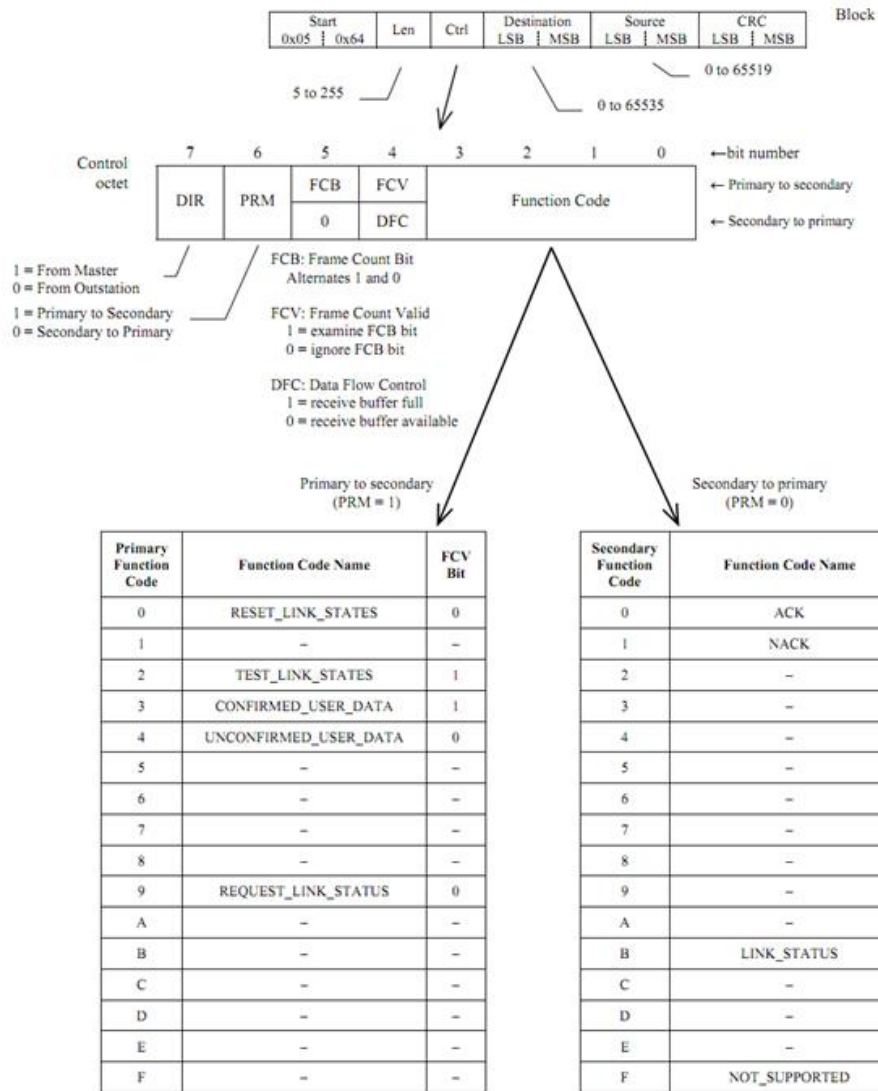 Block
Start Len Ctrl Destination Source CRC
0x05 0x64 LSB MSB LSB MSB LSB MSB
5 to 255
0 to 65535
0 to 65519
7 6 5 4 3 2 1 0 ←bit number
Control
octet
DIR PRM FCB FCV Function Code ← Primary to secondary
0 DFC ← Secondary to primary
1 = From Master
0 = From Outstation
1 = Primary to Secondary
0 = Secondary to Primary
FCB: Frame Count Bit
Alternates 1 and 0
FCV: Frame Count Valid
1 = examine FCB bit
0 = ignore FCB bit
DFC: Data Flow Control
1 = receive buffer full
0 = receive buffer available
Primary to secondary
(PRM = 1)
Primary Function Code Function Code Name FCV Bit
0 RESET_LINK_STATES 0
1 – –
2 TEST_LINK_STATES 1
3 CONFIRMED_USER_DATA 1
4 UNCONFIRMED_USER_DATA 0
5 – –
6 – –
7 – –
8 – –
9 REQUEST_LINK_STATUS 0
A – –
B – –
C – –
D – –
E – –
F – –
Secondary to primary
(PRM = 0)
Secondary Function Code Function Code Name
0 ACK
1 NACK
2 –
3 –
4 –
5 –
6 –
7 –
8 –
9 –
A –
B LINK_STATUS
C –
D –
E –
F NOT_SUPPORTED